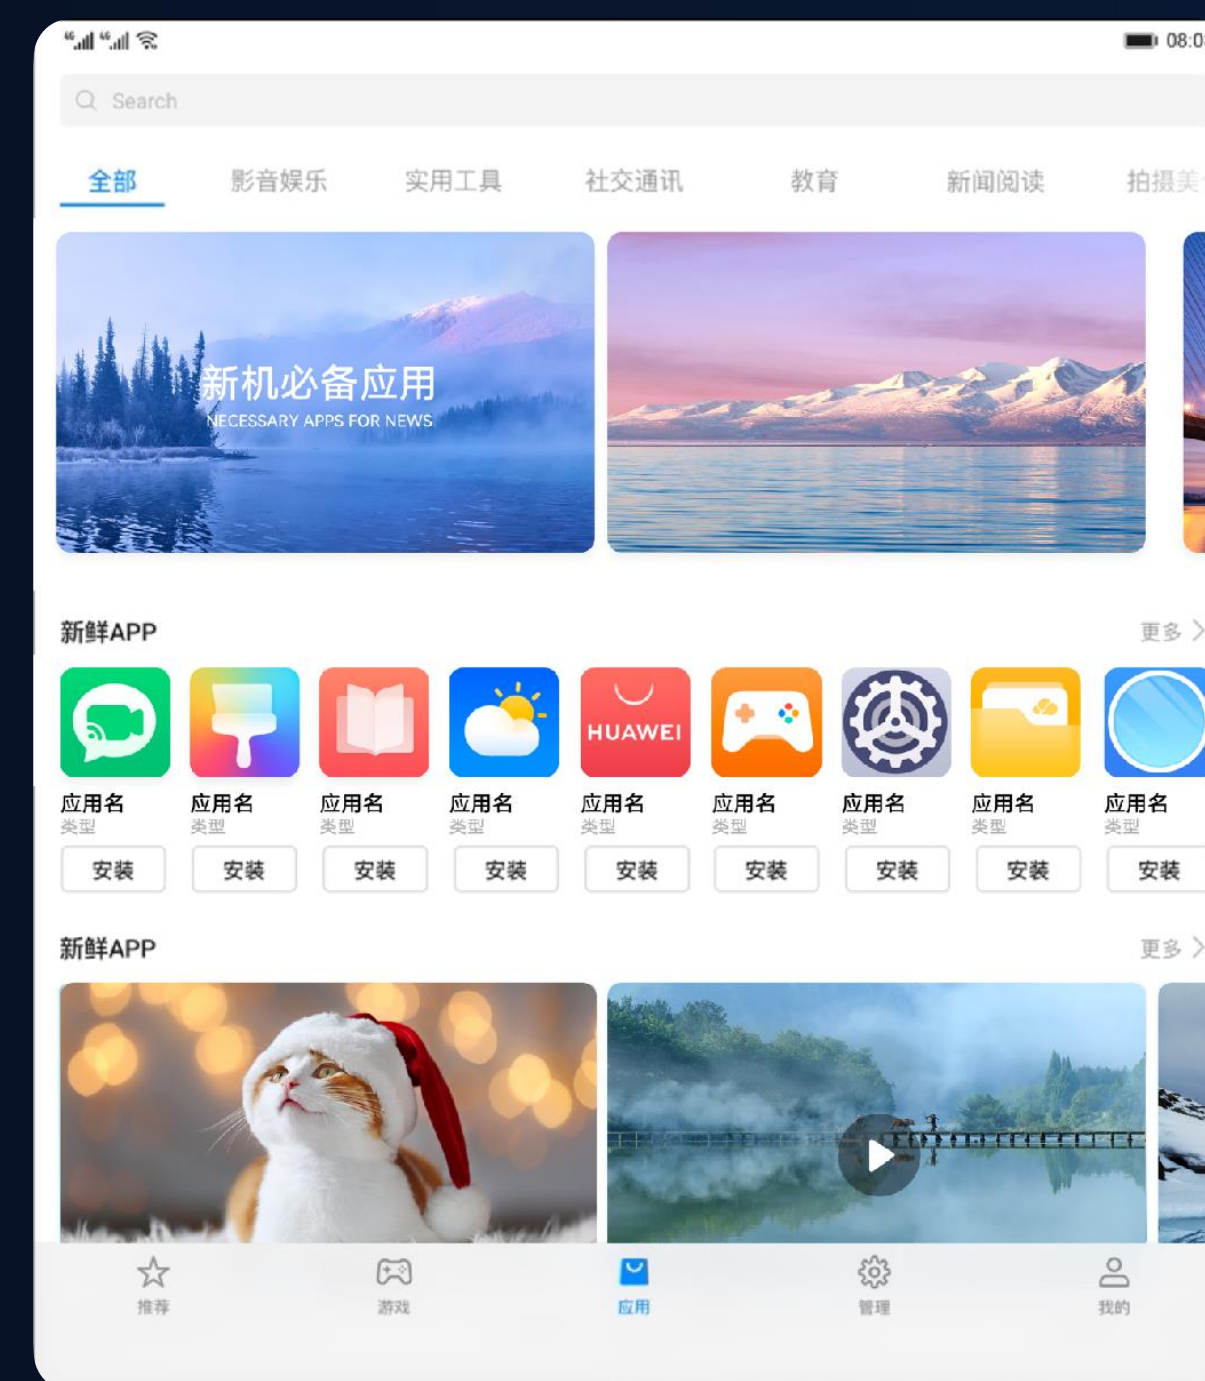 08:0
Search
全部 影音娱乐 实用工具 社交通讯 教育 新闻阅读 拍摄美
新机必备应用
NECESSARY APPS FOR NEWS
新鲜APP 更多
HUAWEI
应用名 应用名 应用名 应用名 应用名 应用名 应用名 应用名 应用名
类型 类型 类型 类型 类型 类型 类型 类型 类型
安装 安装 安装 安装 安装 安装 安装 安装 安装
新鲜APP 更多
推荐 游戏 应用 管理 我的